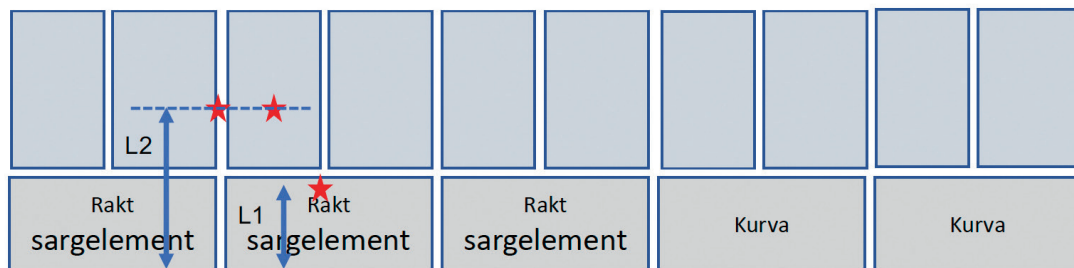 L2
L1
Rakt
sargelement
Rakt
sargelement
Rakt
sargelement
Kurva
Kurva